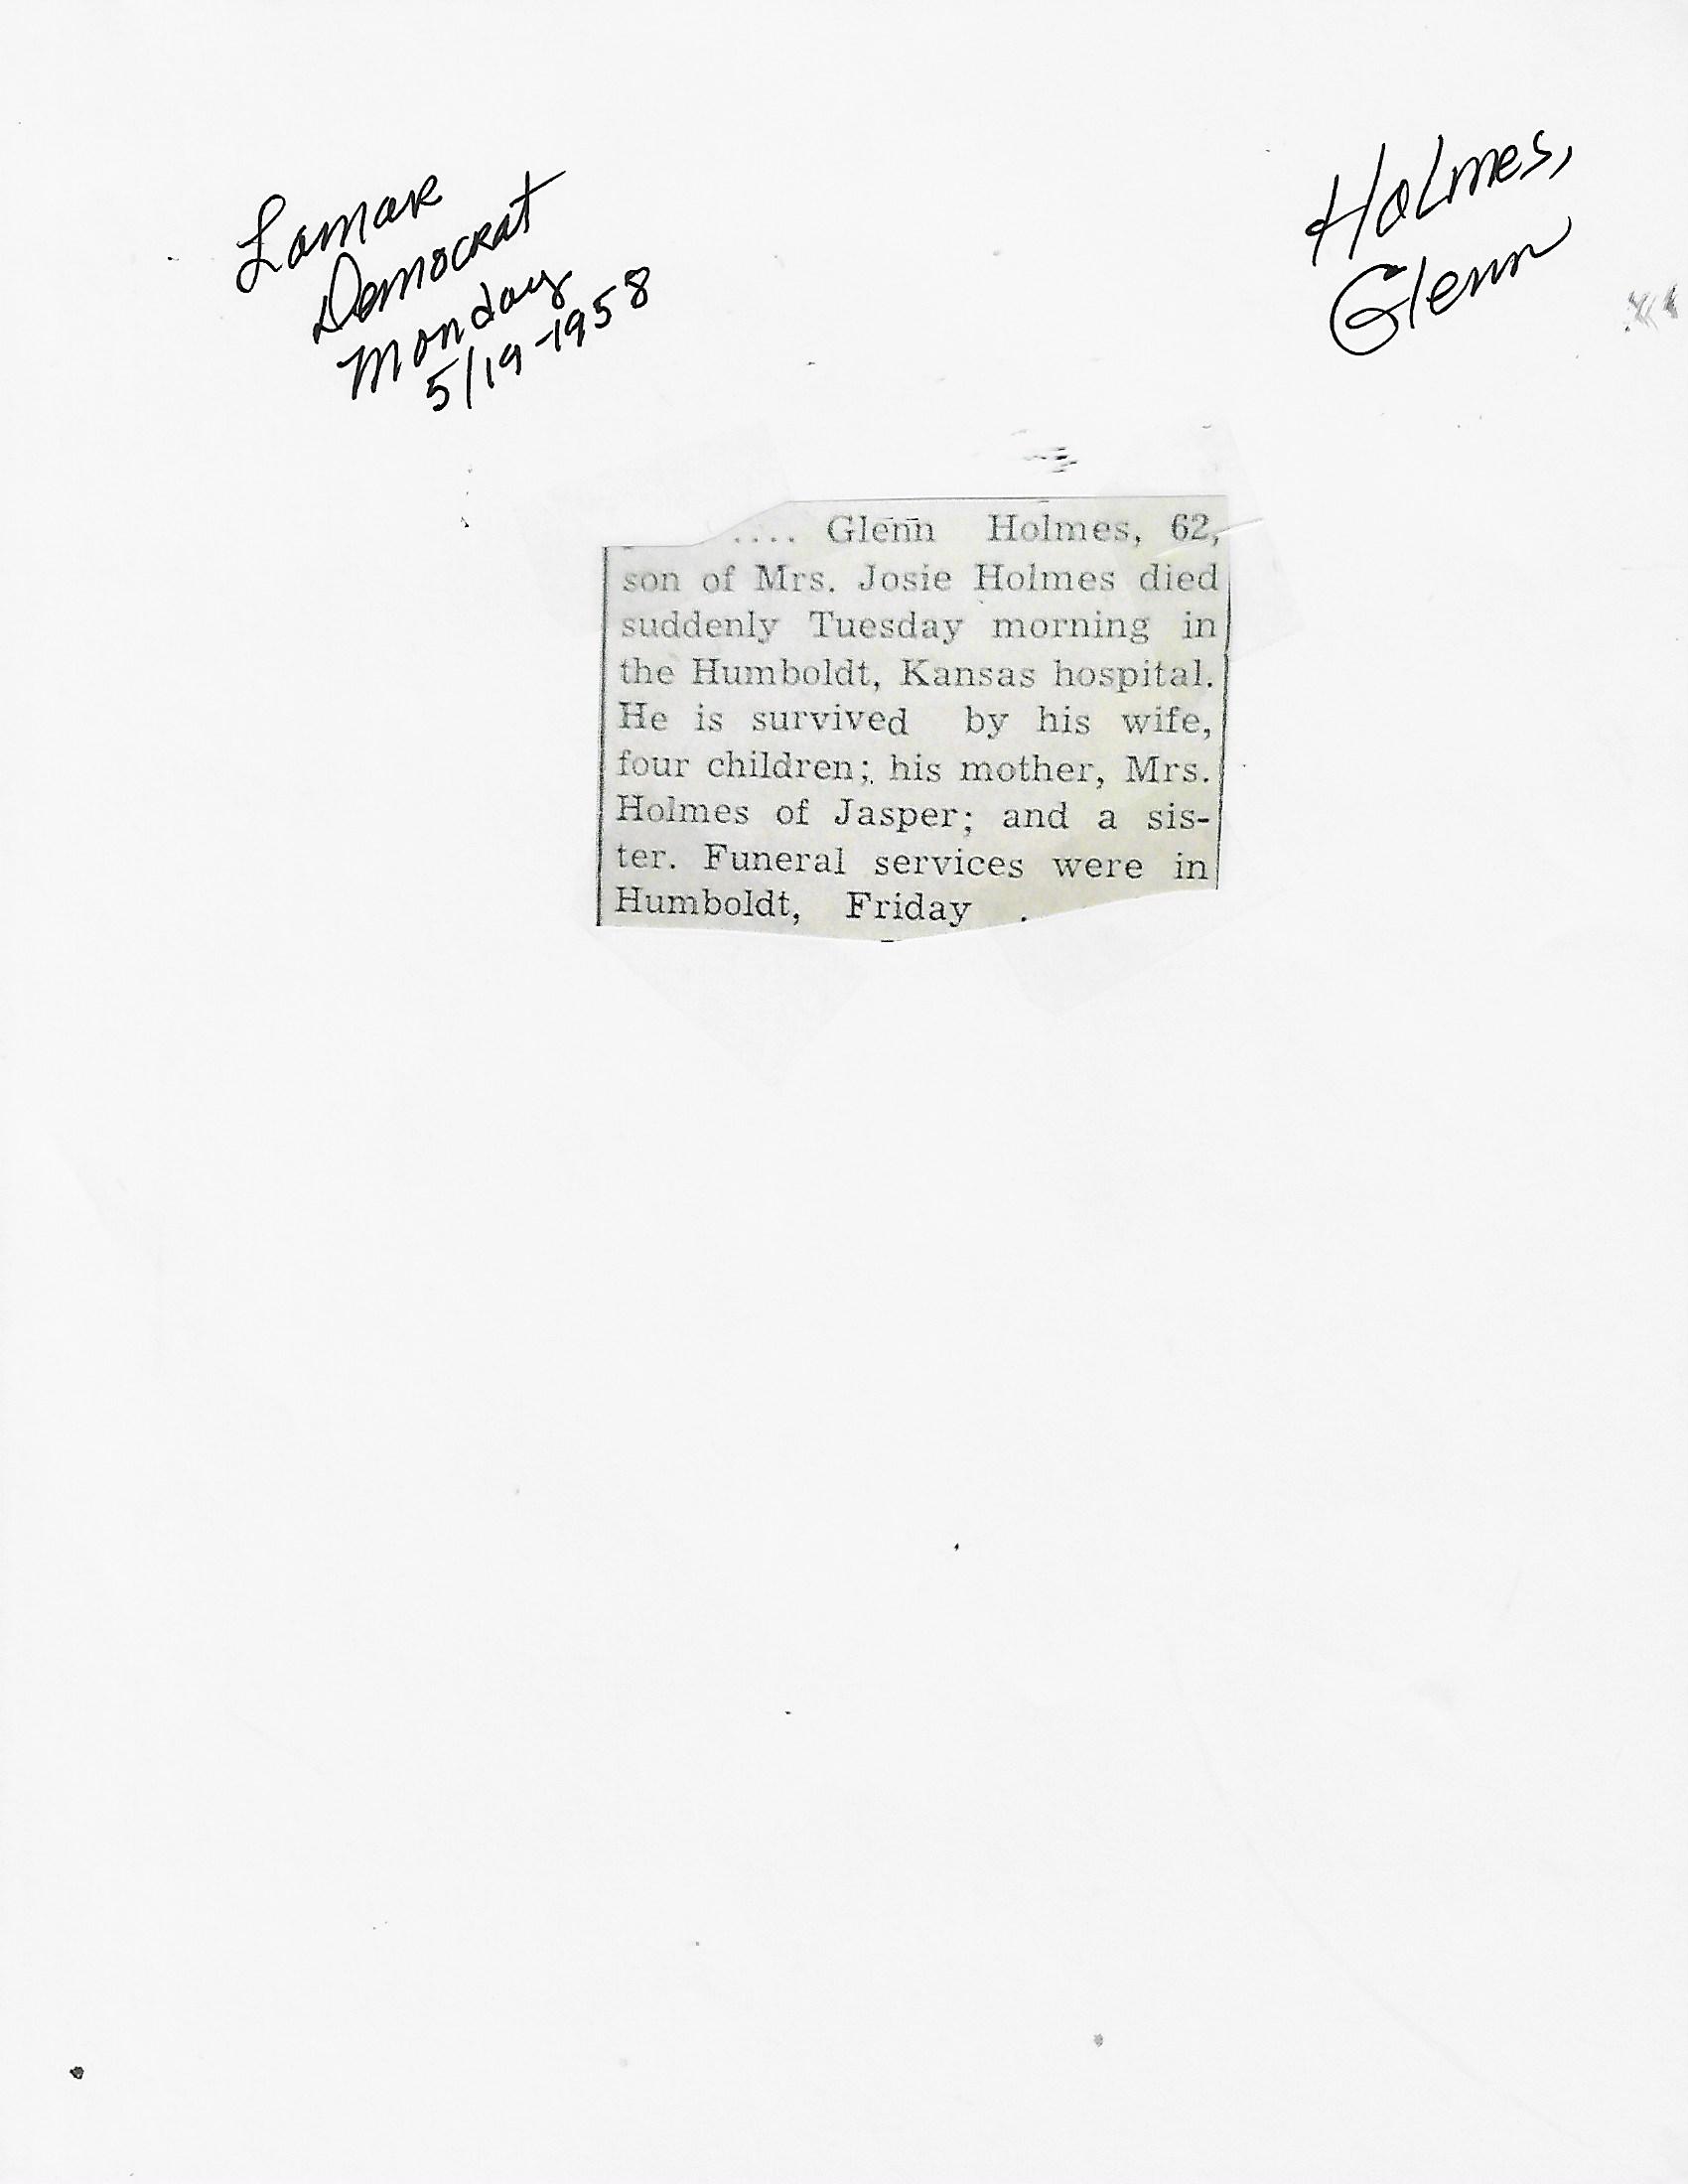 Lamar
Democrat
Monday
5/19-1958
Holmes,
Glenn
.... Glenn Holmes, 62,
son of Mrs. Josie Holmes died
suddenly Tuesday morning in
the Humboldt, Kansas hospital.
He is survived by his wife,
four children; his mother, Mrs.
Holmes of Jasper; and a sis-
ter. Funeral services were in
Humboldt, Friday .